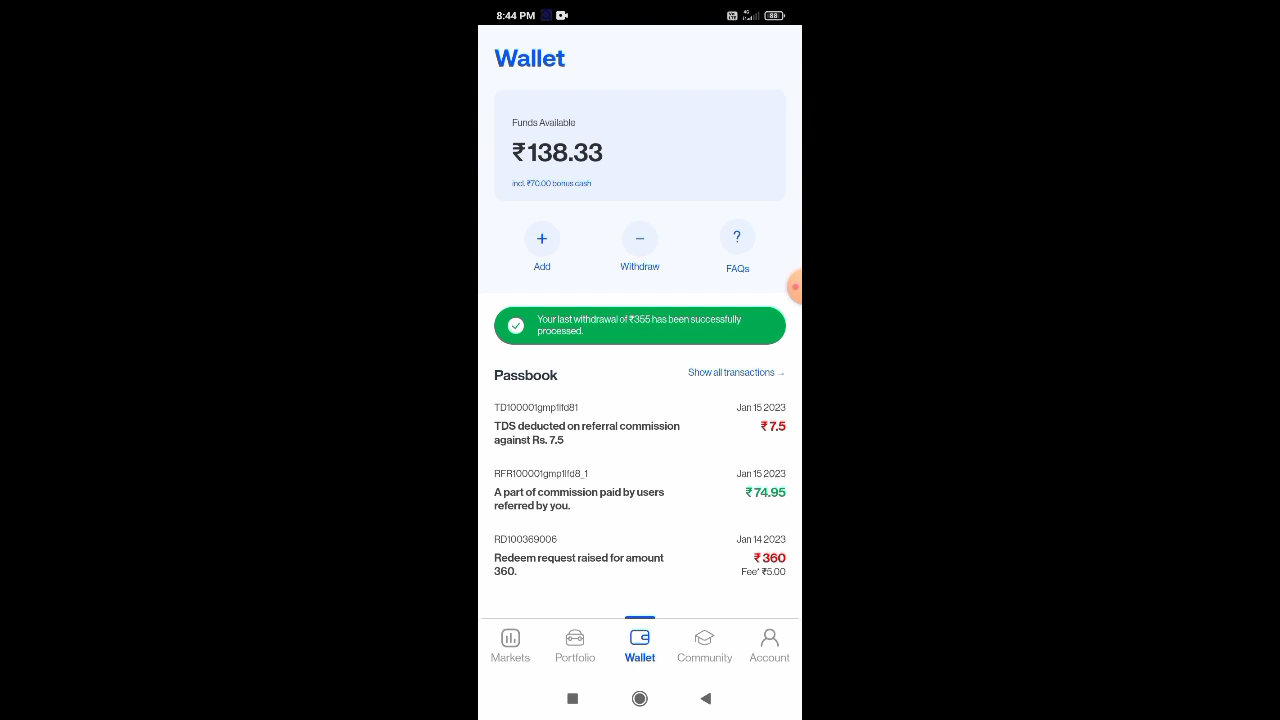 8:44 PM
4G
88
Wallet
Funds Available
₹138.33
incl. ₹70.00 bonus cash
+ − ?
Add Withdraw FAQs
Your last withdrawal of ₹355 has been successfully
processed.
Passbook Show all transactions →
TD100001gmp1lfd81 Jan 15 2023
TDS deducted on referral commission ₹7.5
against Rs. 7.5
RFR100001gmp1lfd8_1 Jan 15 2023
A part of commission paid by users ₹74.95
referred by you.
RD100369006 Jan 14 2023
Redeem request raised for amount ₹360
360. Fee* ₹5.00
Markets Portfolio Wallet Community Account